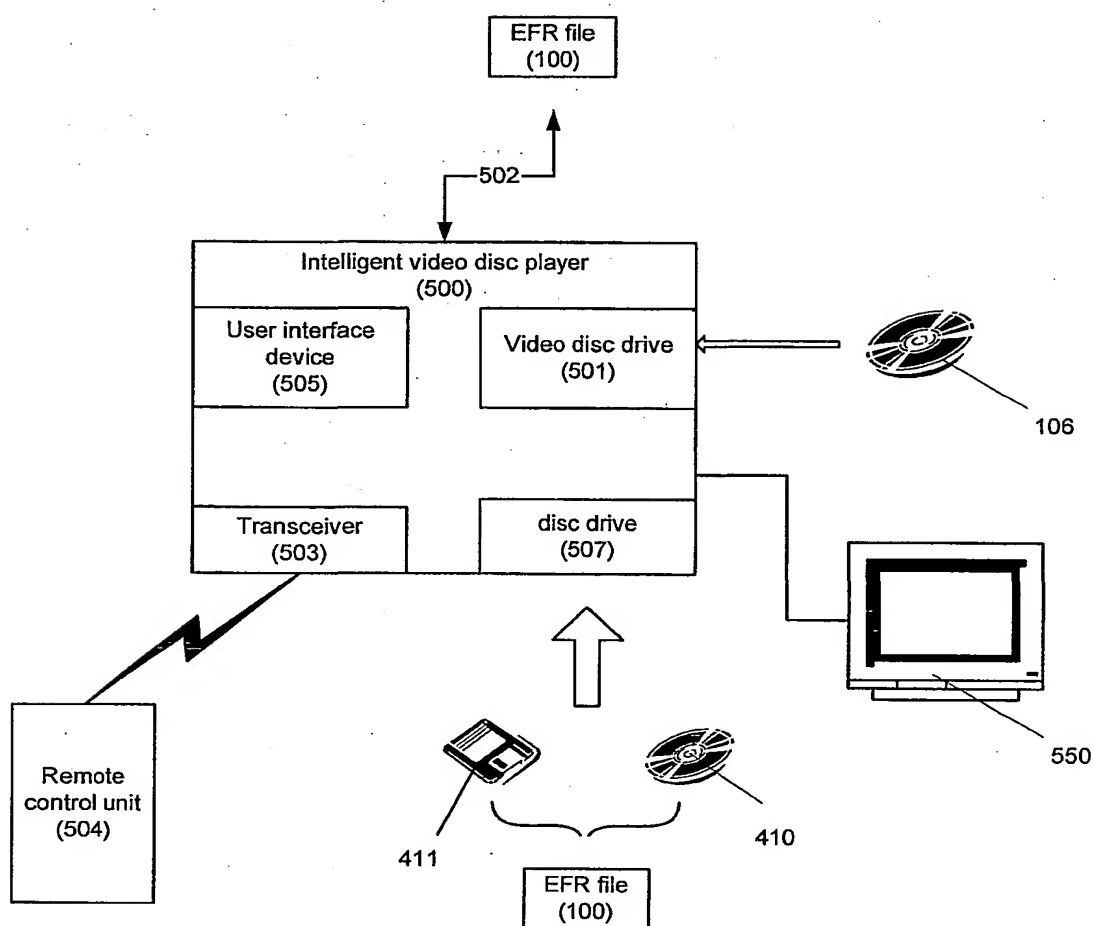 EFR file
(100)
502
Intelligent video disc player
(500)
User interface
device
(505)
Video disc drive
(501)
106
Transceiver
(503)
disc drive
(507)
550
Remote
control unit
(504)
411
410
EFR file
(100)